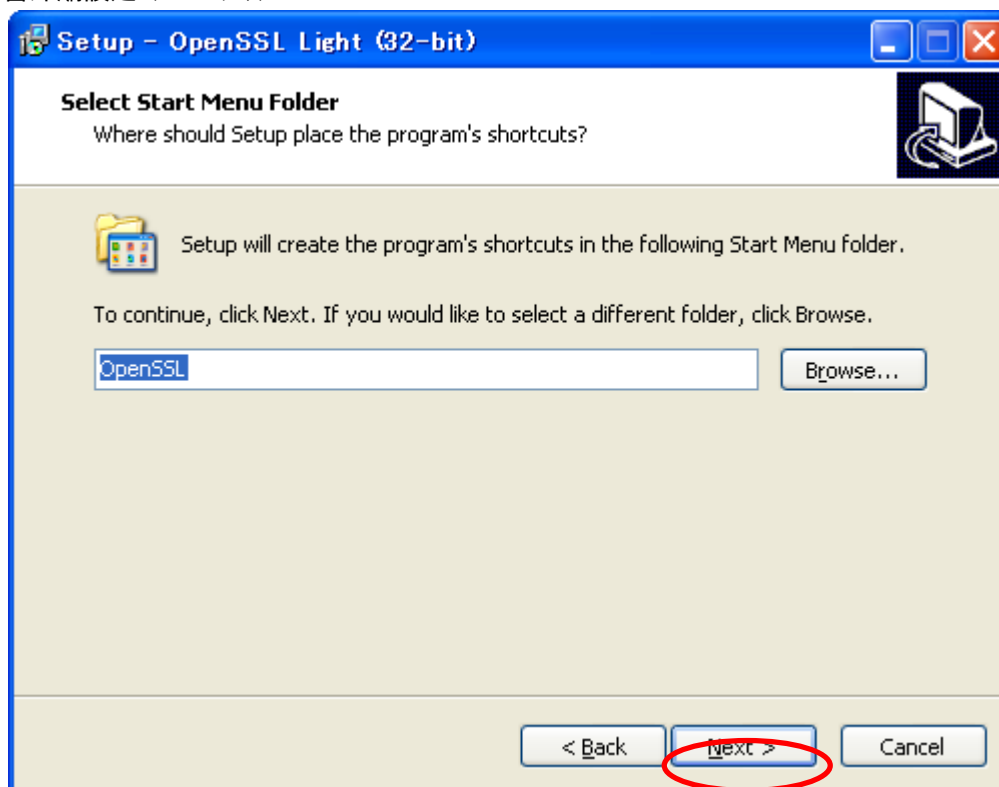 Setup - OpenSSL Light (32-bit)
Select Start Menu Folder
Where should Setup place the program's shortcuts?
Setup will create the program's shortcuts in the following Start Menu folder.
To continue, click Next. If you would like to select a different folder, click Browse.
OpenSSL
Browse...
< Back
Next >
Cancel